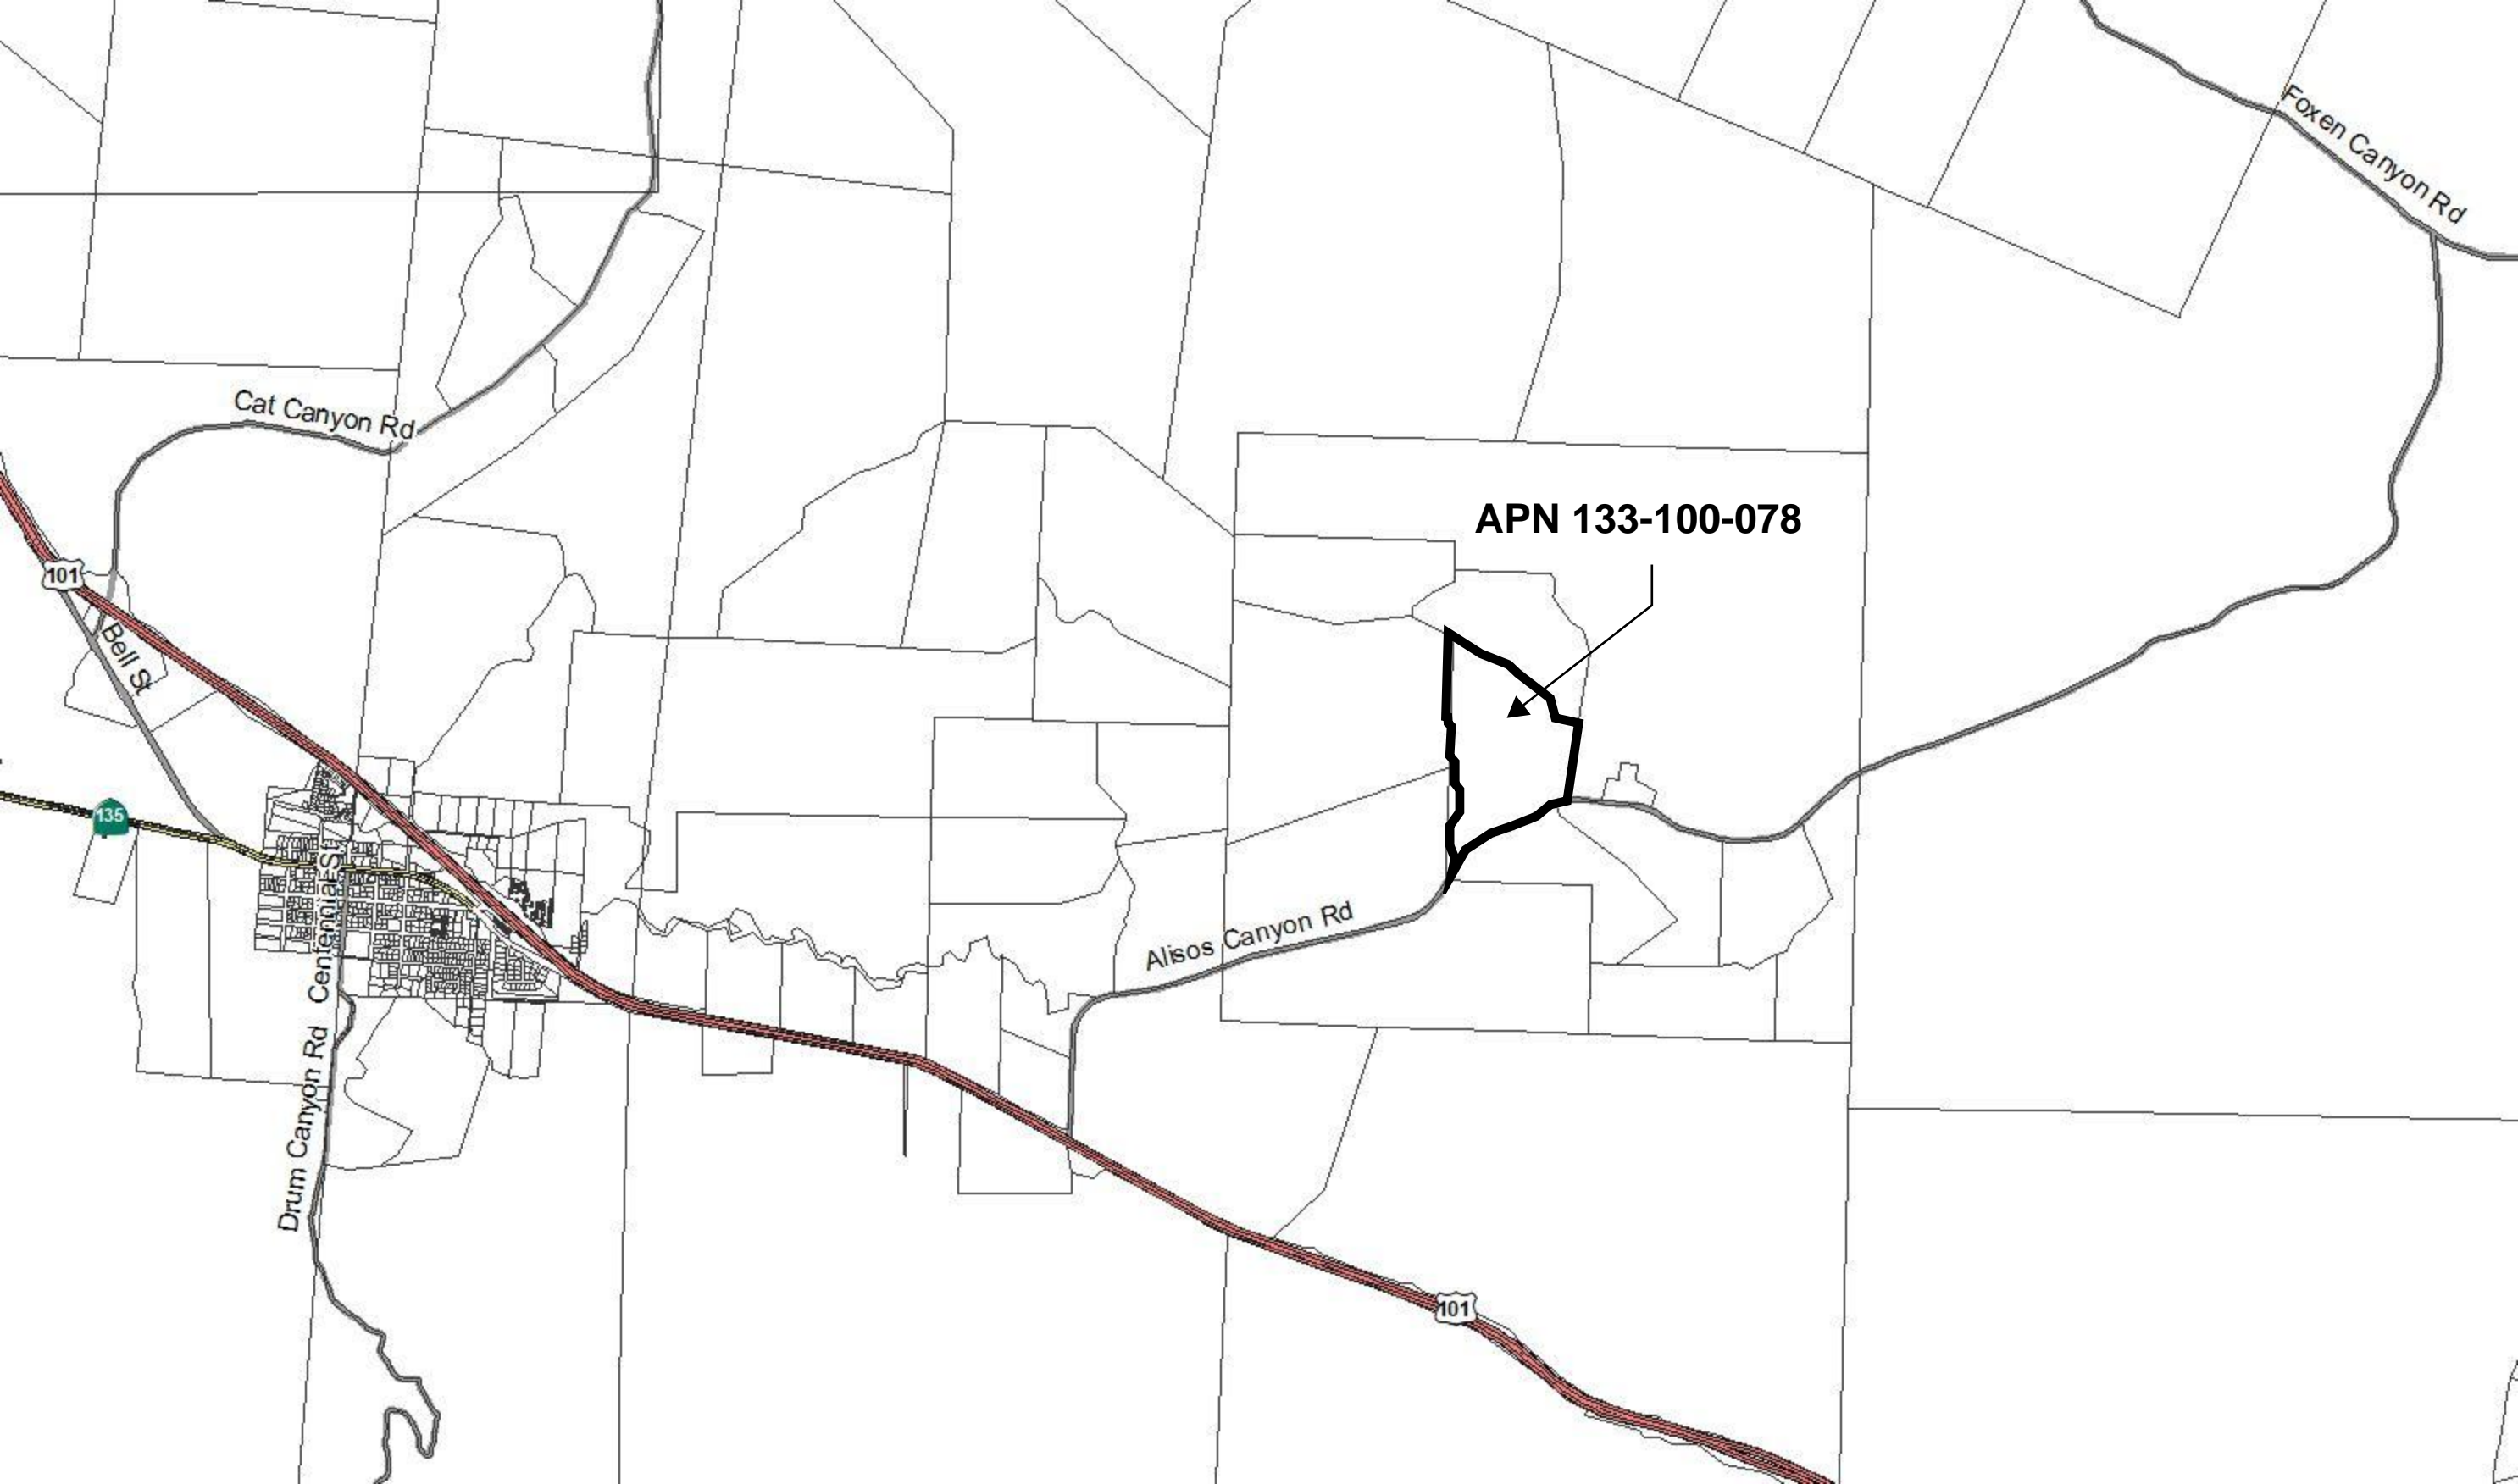 Foxen Canyon Rd
Cat Canyon Rd
APN 133-100-078
101
Bell St
135
Centennial St
Alisos Canyon Rd
Drum Canyon Rd
101